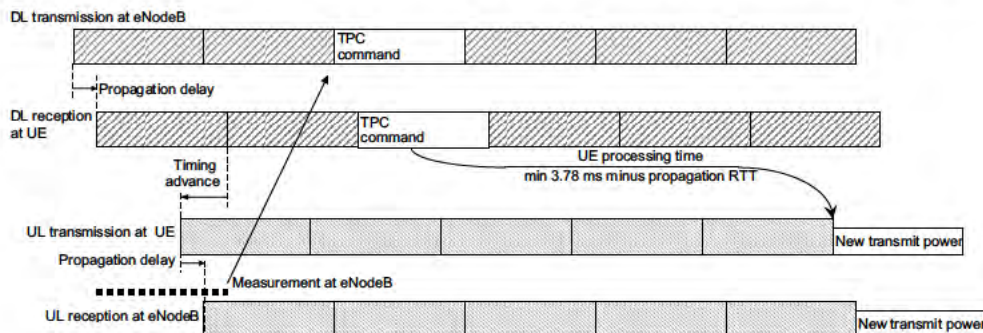 DL transmission at eNodeB
TPC
command
Propagation delay
DL reception
at UE
TPC
command
UE processing time
min 3.78 ms minus propagation RTT
Timing
advance
UL transmission at UE
New transmit power
Propagation delay
Measurement at eNodeB
UL reception at eNodeB
New transmit power